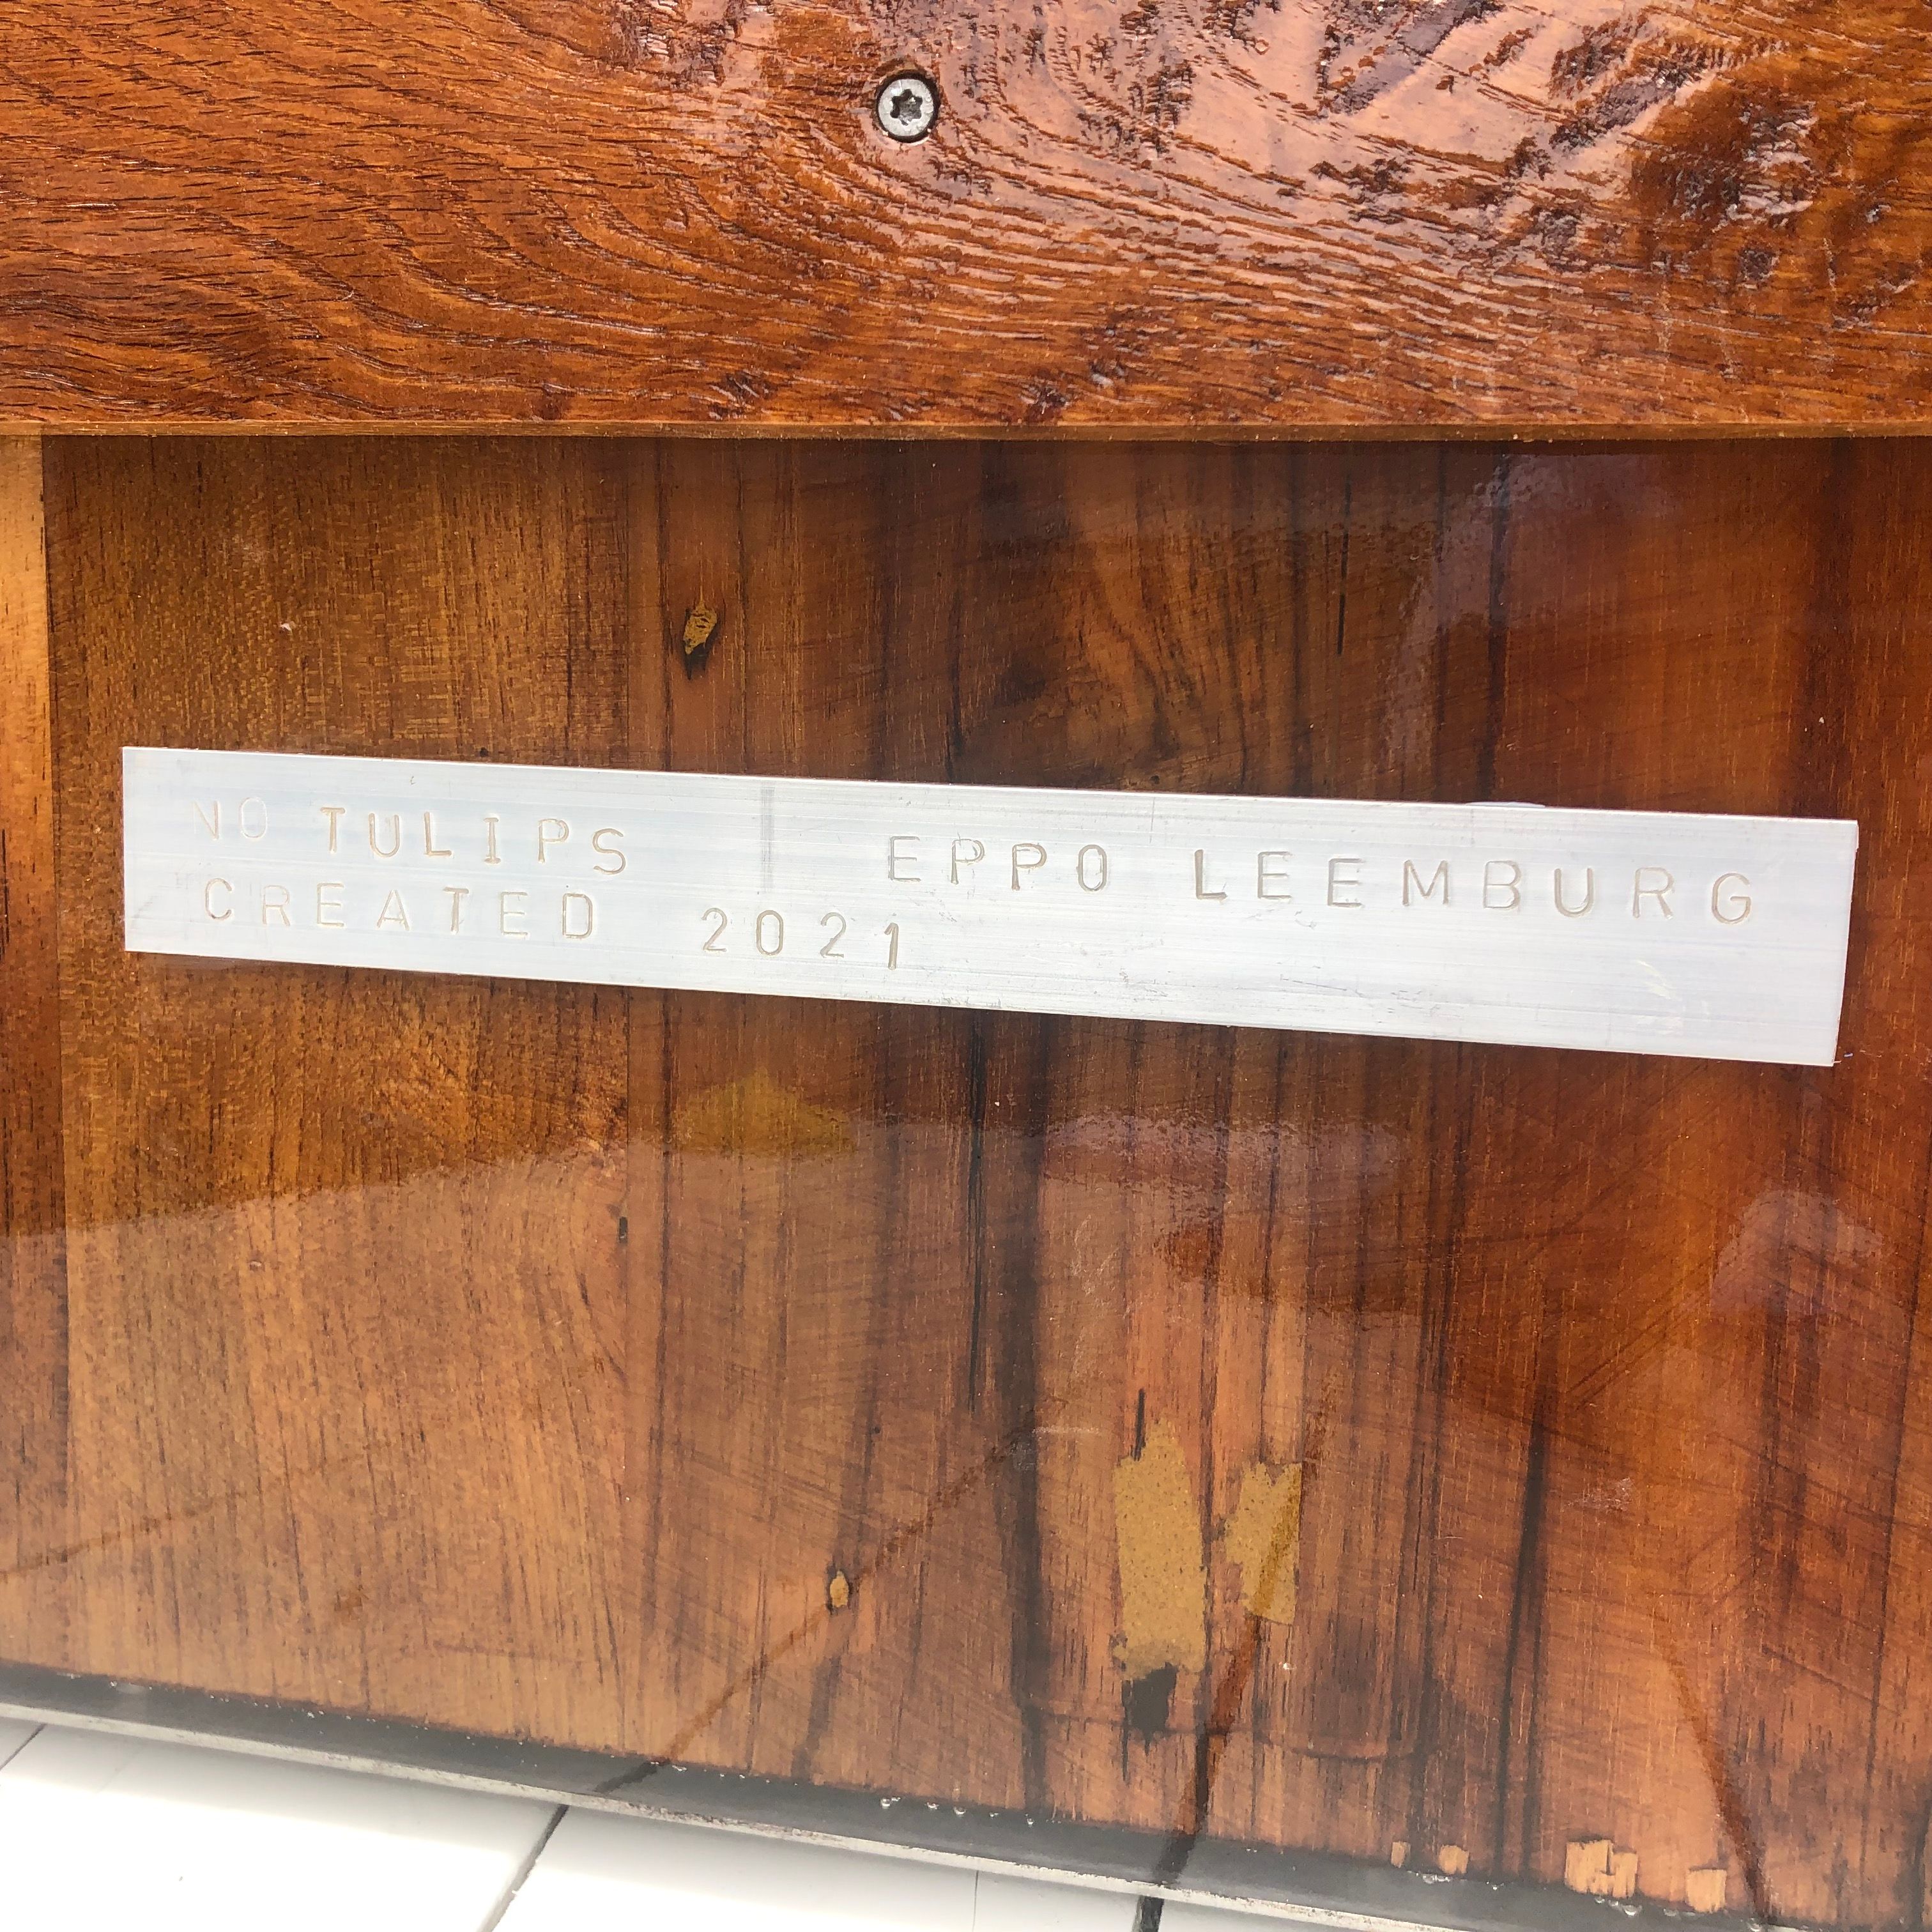 NO TULIPS EPPO LEEMBURG
CREATED 2021